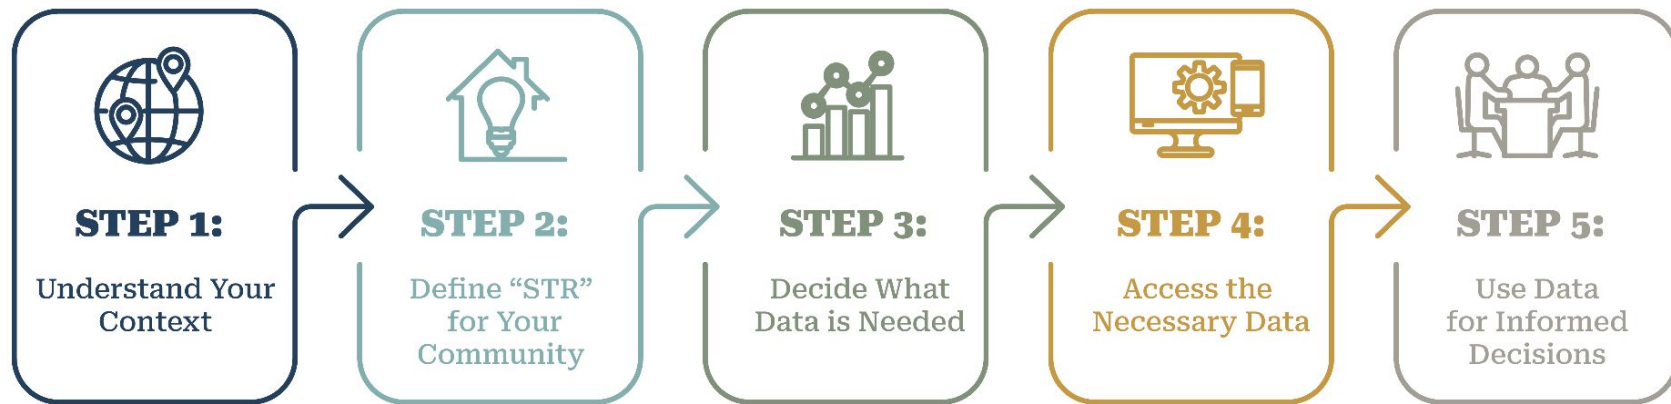 STEP 1:
Understand Your
Context
STEP 2:
Define “STR”
for Your
Community
STEP 3:
Decide What
Data is Needed
STEP 4:
Access the
Necessary Data
STEP 5:
Use Data
for Informed
Decisions